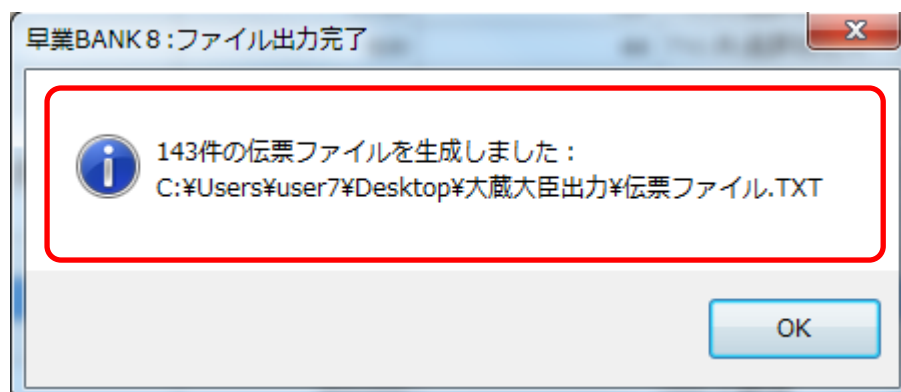 早業BANK 8 :ファイル出力完了
143件の伝票ファイルを生成しました：
C:¥Users¥user7¥Desktop¥大蔵大臣出力¥伝票ファイル.TXT
OK